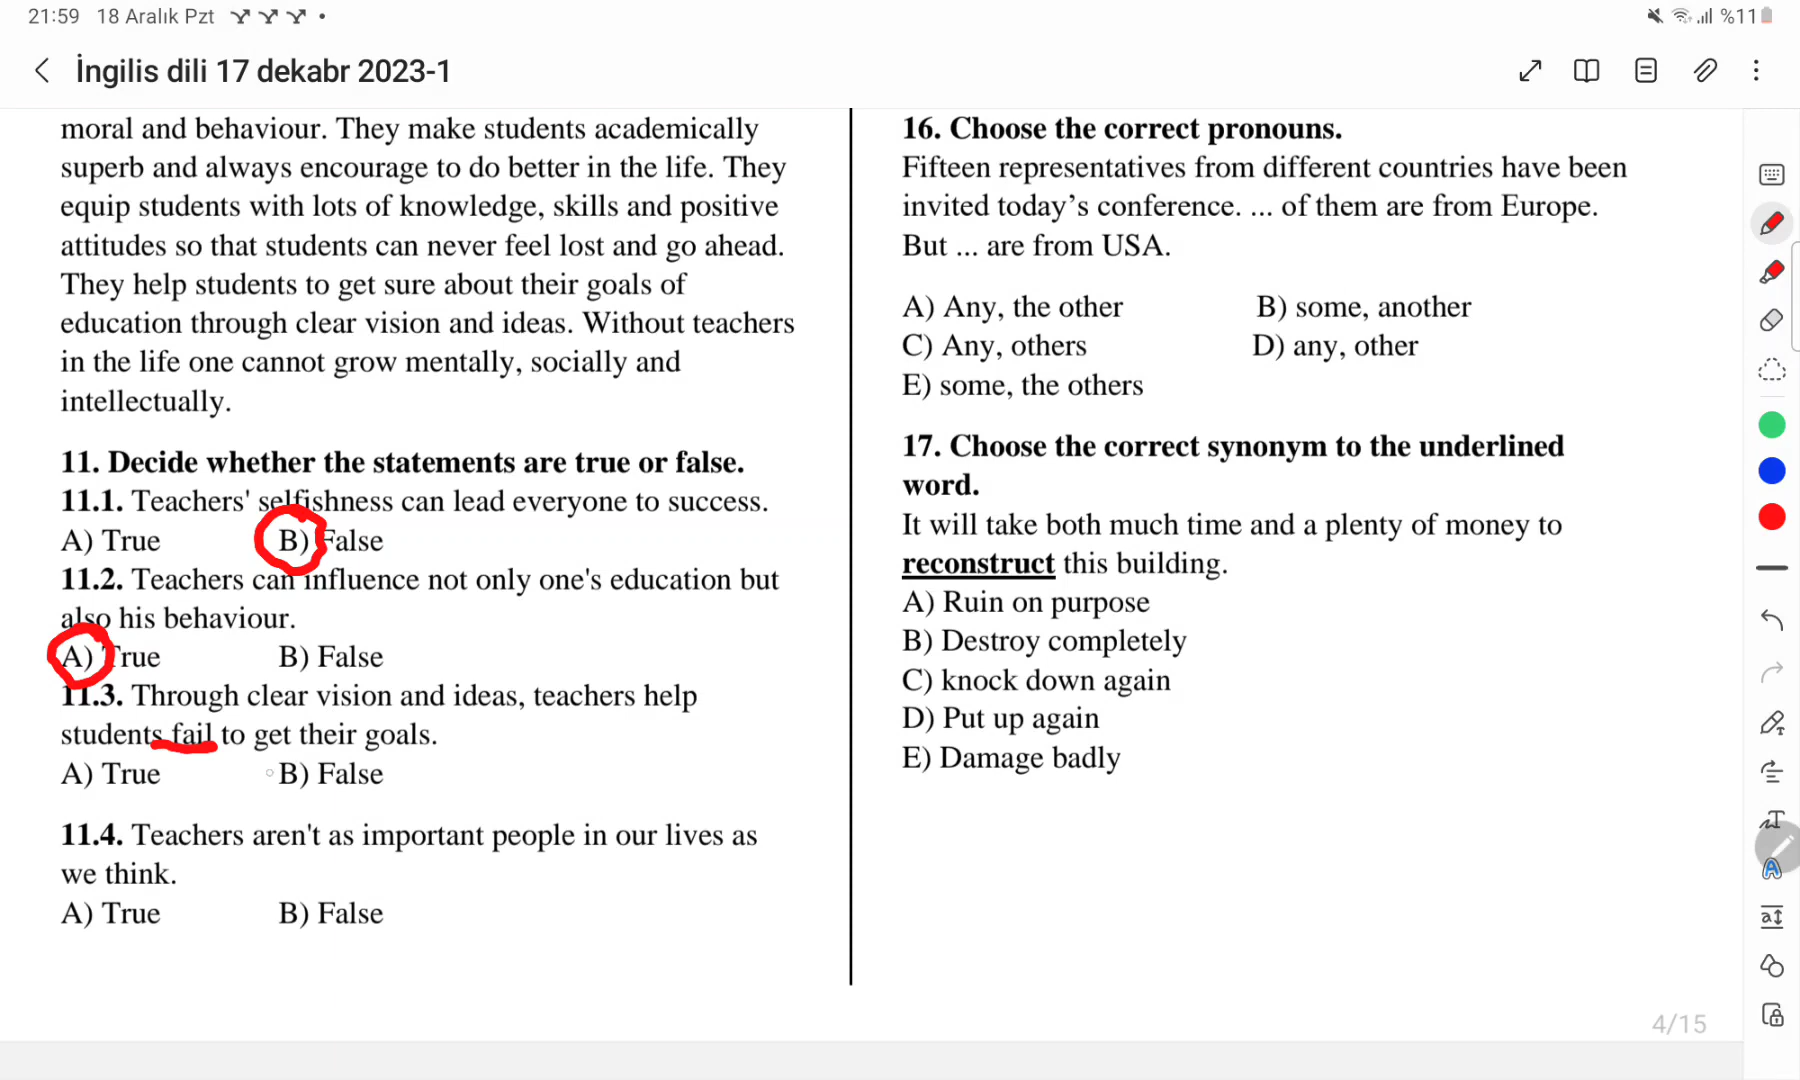 21:59 18 Aralık Pzt
%11
İngilis dili 17 dekabr 2023-1
moral and behaviour. They make students academically
superb and always encourage to do better in the life. They
equip students with lots of knowledge, skills and positive
attitudes so that students can never feel lost and go ahead.
They help students to get sure about their goals of
education through clear vision and ideas. Without teachers
in the life one cannot grow mentally, socially and
intellectually.
11. Decide whether the statements are true or false.
11.1. Teachers' selfishness can lead everyone to success.
A) True B) False
11.2. Teachers can influence not only one's education but
also his behaviour.
A) True B) False
11.3. Through clear vision and ideas, teachers help
students fail to get their goals.
A) True B) False
11.4. Teachers aren't as important people in our lives as
we think.
A) True B) False
16. Choose the correct pronouns.
Fifteen representatives from different countries have been
invited today’s conference. ... of them are from Europe.
But ... are from USA.
A) Any, the other B) some, another
C) Any, others D) any, other
E) some, the others
17. Choose the correct synonym to the underlined
word.
It will take both much time and a plenty of money to
reconstruct this building.
A) Ruin on purpose
B) Destroy completely
C) knock down again
D) Put up again
E) Damage badly
4/15